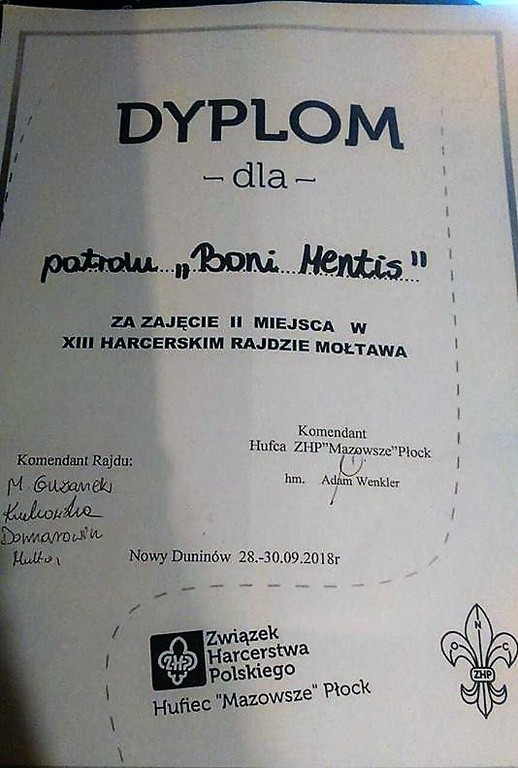 DYPLOM
– dla –
patrolu „Boni Mentis"
ZA ZAJĘCIE II MIEJSCA W
XIII HARCERSKIM RAJDZIE MOŁTAWA
Komendant
Hufca ZHP"Mazowsze"Płock
hm. Adam Wenkler
Komendant Rajdu:
Nowy Duninów 28.-30.09.2018r
ZHP
Związek
Harcerstwa
Polskiego
Hufiec "Mazowsze" Płock
O N C
ZHP